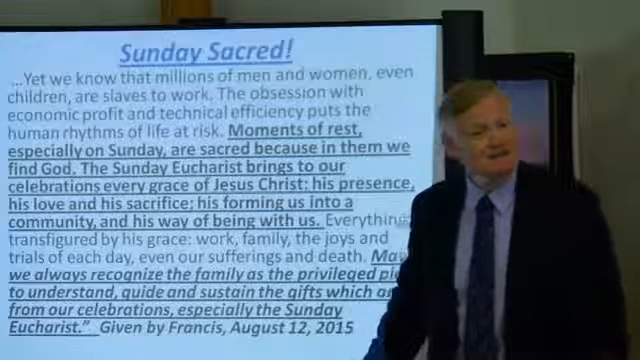 Sunday Sacred!
...Yet we know that millions of men and women, even
children, are slaves to work. The obsession with
economic profit and technical efficiency puts the
human rhythms of life at risk. Moments of rest,
especially on Sunday, are sacred because in them we
find God. The Sunday Eucharist brings to our
celebrations every grace of Jesus Christ: his presence,
his love and his sacrifice; his forming us into a
community, and his way of being with us. Everything
transfigured by his grace: work, family, the joys and
trials of each day, even our sufferings and death. May
we always recognize the family as the privileged
to understand, guide and sustain the gifts which
from our celebrations, especially the Sunday
Eucharist." Given by Francis, August 12, 2015